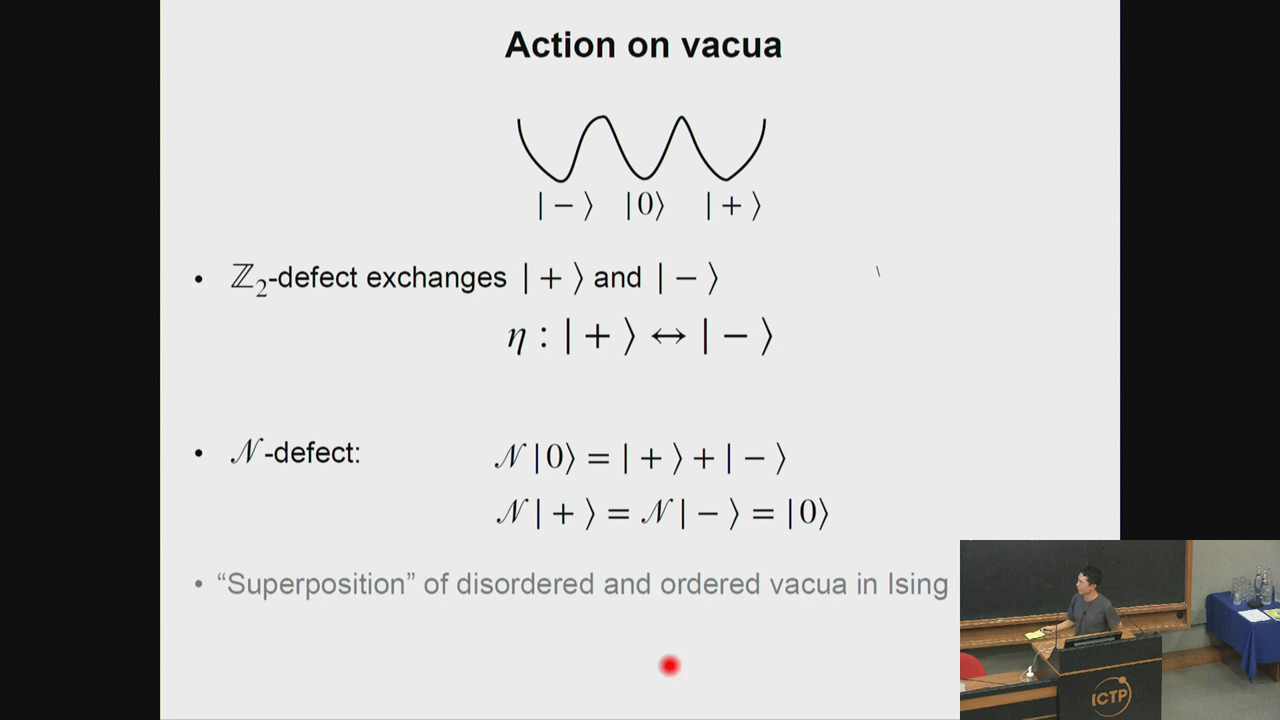 Action on vacua
| − ⟩ |0⟩ | + ⟩
• ℤ₂-defect exchanges | + ⟩ and | − ⟩
η : | + ⟩ ↔ | − ⟩
• 𝒩-defect: 𝒩 |0⟩ = | + ⟩ + | − ⟩
𝒩 | + ⟩ = 𝒩 | − ⟩ = |0⟩
• “Superposition” of disordered and ordered vacua in Ising
ICTP